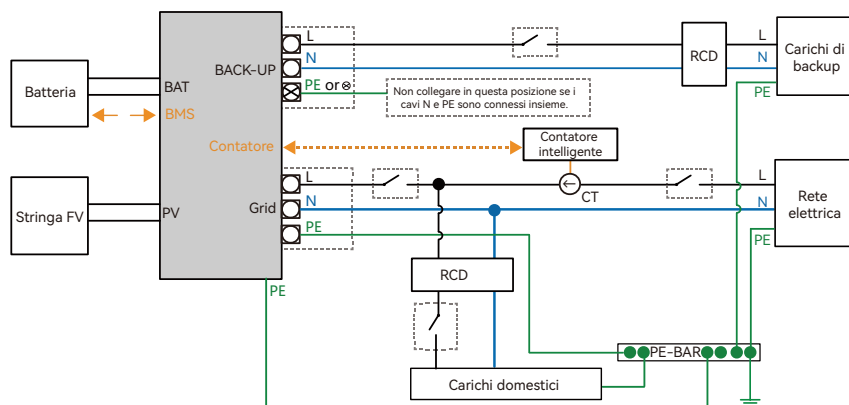 L
N
PE or⊗
BACK-UP
RCD
L
N
PE
Carichi di
backup
Non collegare in questa posizione se i
cavi N e PE sono connessi insieme.
Batteria
BAT
BMS
Contatore
Contatore
intelligente
CT
L
N
PE
Grid
L
N
PE
Rete
elettrica
Stringa FV
PV
PE
RCD
PE-BAR
Carichi domestici